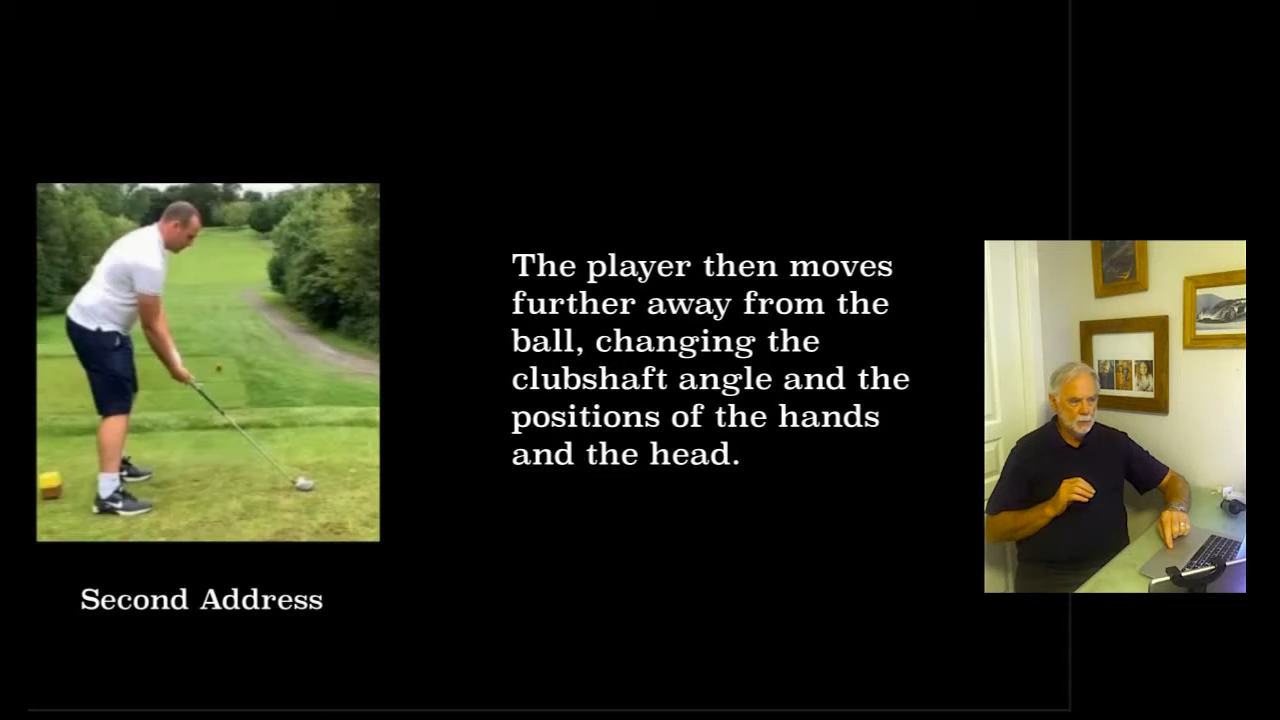 The player then moves
further away from the
ball, changing the
clubshaft angle and the
positions of the hands
and the head.
Second Address